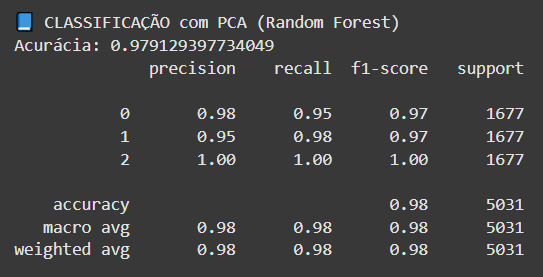 📘 CLASSIFICAÇÃO com PCA (Random Forest)
Acurácia: 0.979129397734049
precision recall f1-score support
0 0.98 0.95 0.97 1677
1 0.95 0.98 0.97 1677
2 1.00 1.00 1.00 1677
accuracy 0.98 5031
macro avg 0.98 0.98 0.98 5031
weighted avg 0.98 0.98 0.98 5031